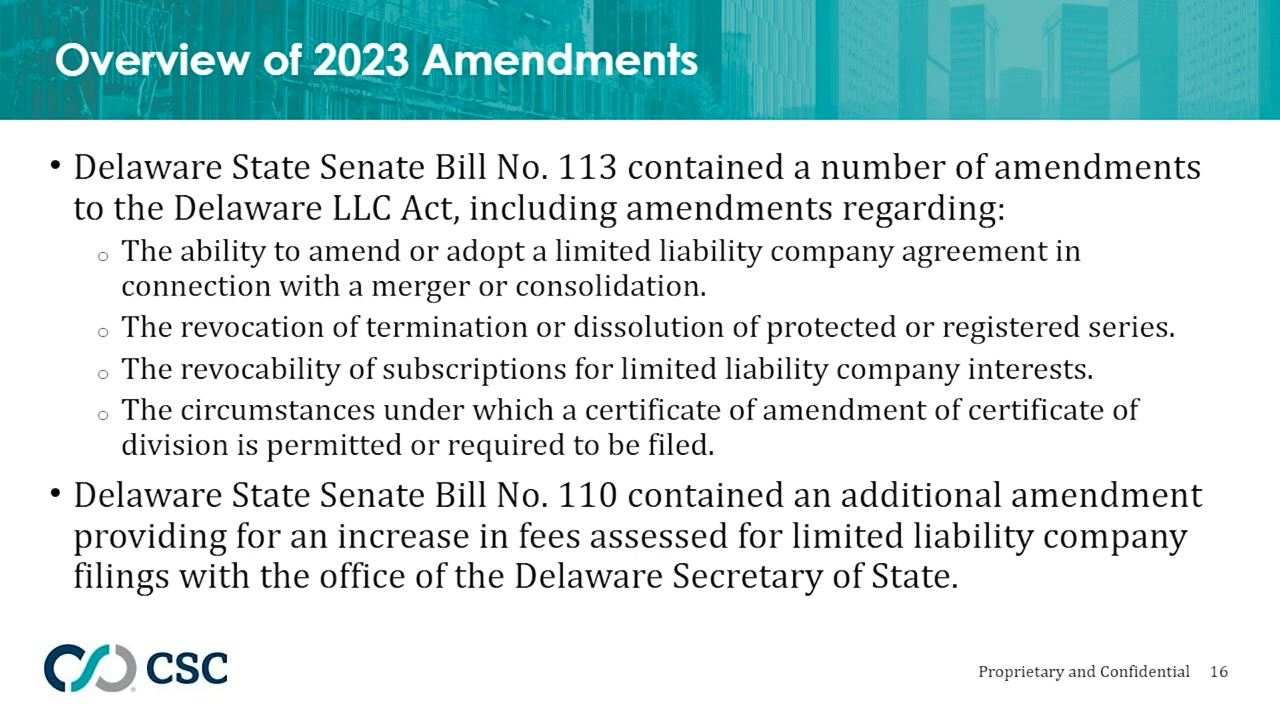 Overview of 2023 Amendments
• Delaware State Senate Bill No. 113 contained a number of amendments
to the Delaware LLC Act, including amendments regarding:
o The ability to amend or adopt a limited liability company agreement in
connection with a merger or consolidation.
o The revocation of termination or dissolution of protected or registered series.
o The revocability of subscriptions for limited liability company interests.
o The circumstances under which a certificate of amendment of certificate of
division is permitted or required to be filed.
• Delaware State Senate Bill No. 110 contained an additional amendment
providing for an increase in fees assessed for limited liability company
filings with the office of the Delaware Secretary of State.
CSC
Proprietary and Confidential 16